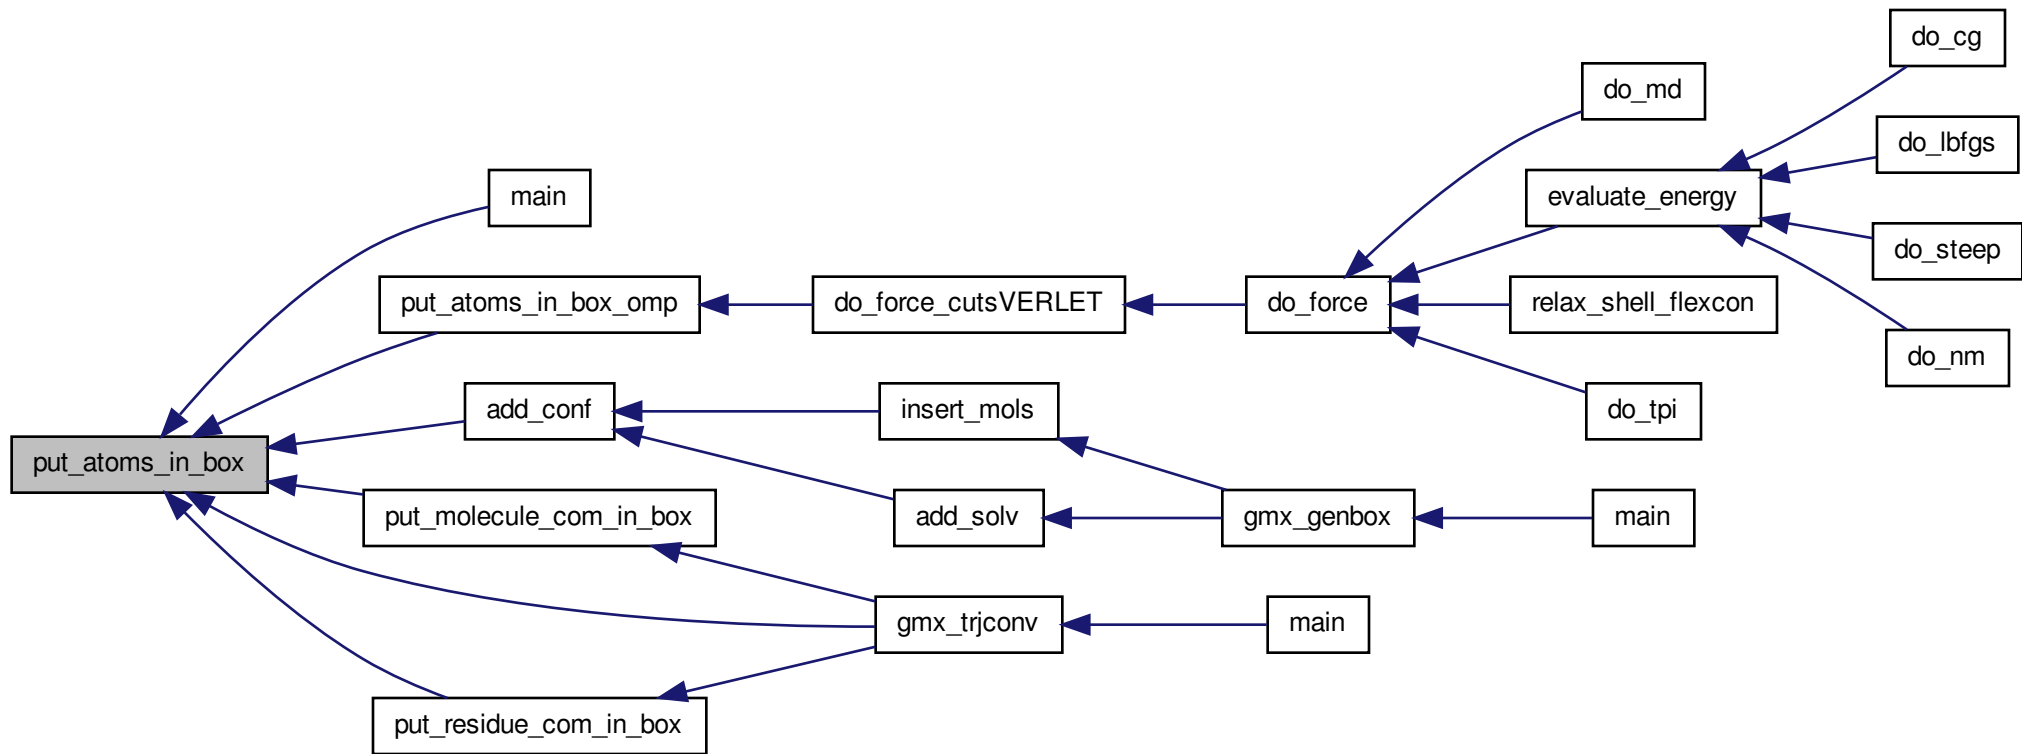 do_cg
do_md
do_lbfgs
main
evaluate_energy
do_steep
put_atoms_in_box_omp
do_force_cutsVERLET
do_force
relax_shell_flexcon
do_nm
add_conf
insert_mols
do_tpi
put_atoms_in_box
put_molecule_com_in_box
add_solv
gmx_genbox
main
gmx_trjconv
main
put_residue_com_in_box